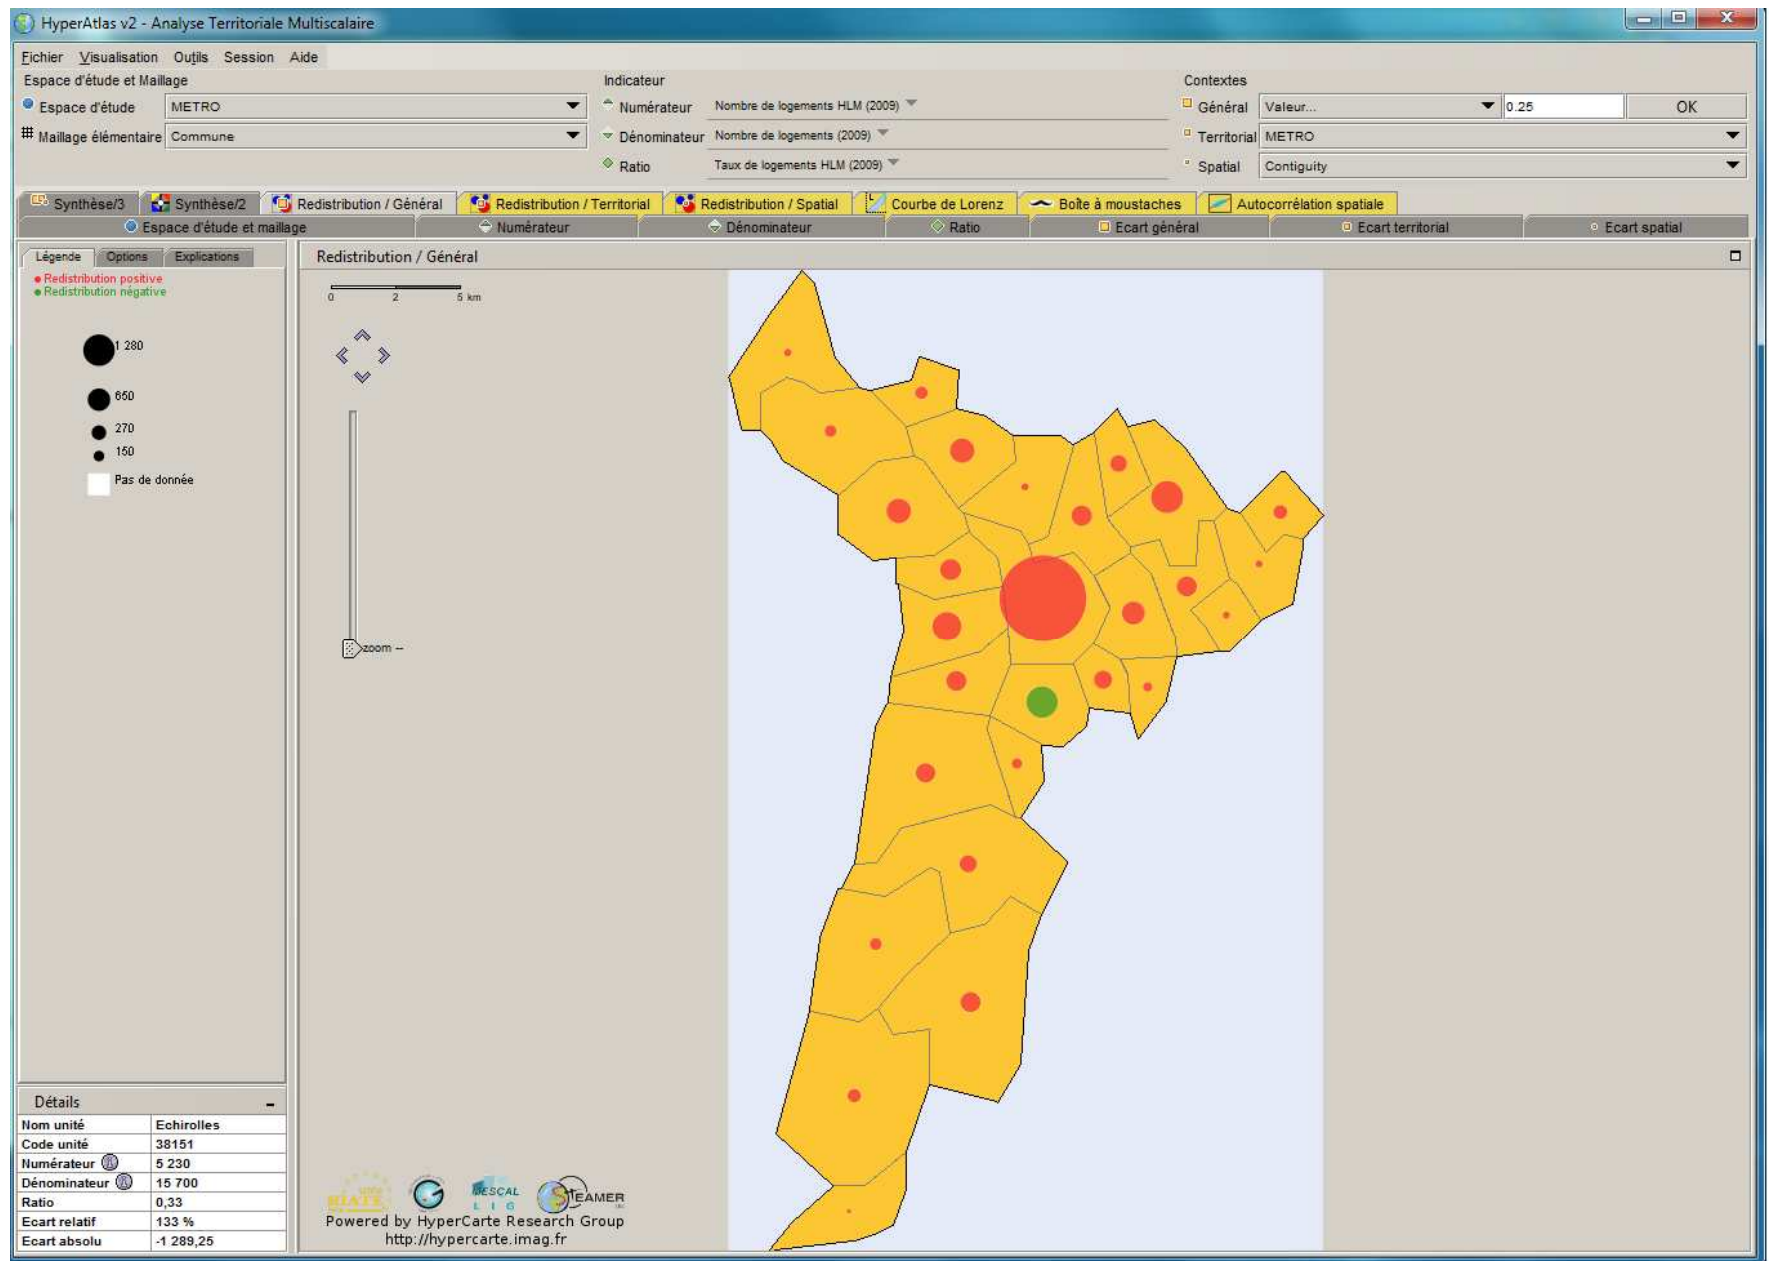 HyperAtlas v2 - Analyse Territoriale Multiscalaire
Fichier Visualisation Outils Session Aide
Espace d'étude et Maillage Indicateur Contextes
Espace d'étude METRO Numérateur Nombre de logements HLM (2009) Général Valeur... 0.25 OK
Maillage élémentaire Commune Dénominateur Nombre de logements (2009) Territorial METRO
Ratio Taux de logements HLM (2009) Spatial Contiguity
Synthèse/3 Synthèse/2 Redistribution / Général Redistribution / Territorial Redistribution / Spatial Courbe de Lorenz Boîte à moustaches Autocorrélation spatiale
Espace d'étude et maillage Numérateur Dénominateur Ratio Ecart général Ecart territorial Ecart spatial
Légende Options Explications
Redistribution positive
Redistribution négative
1 280
650
270
150
Pas de donnée
Redistribution / Général
0 2 5 km
zoom --
Détails
Nom unité Echirolles
Code unité 38151
Numérateur 5 230
Dénominateur 15 700
Ratio 0,33
Ecart relatif 133 %
Ecart absolu -1 289,25
LIG
STEAMER
Powered by HyperCarte Research Group
http://hypercarte.imag.fr